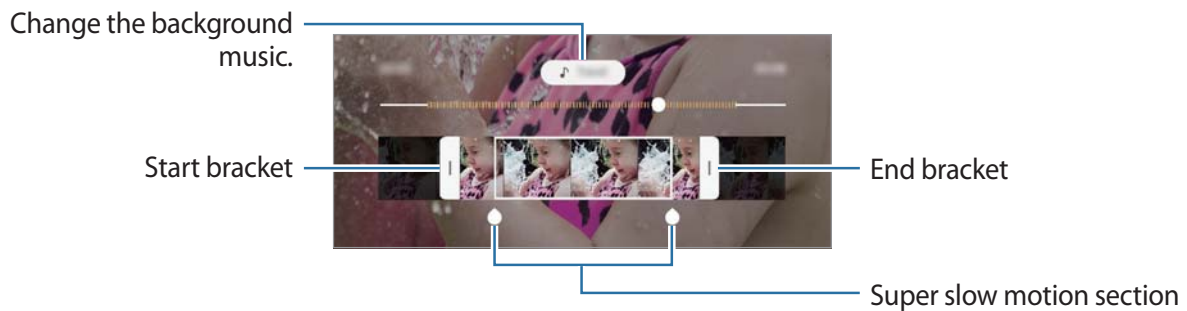 Change the background
music.
Start bracket
End bracket
Super slow motion section